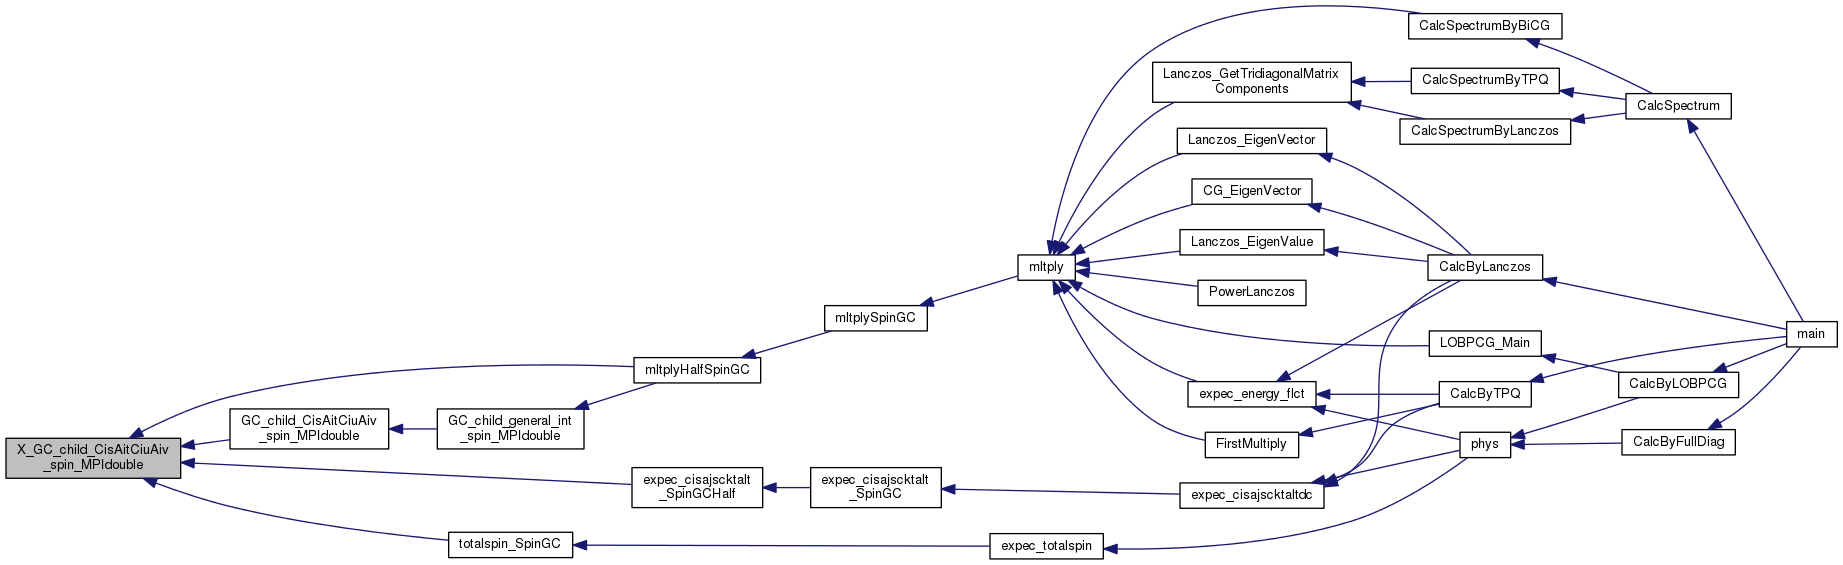 X_GC_child_CisAitCiuAiv
_spin_MPIdouble
GC_child_CisAitCiuAiv
_spin_MPIdouble
GC_child_general_int
_spin_MPIdouble
mltplyHalfSpinGC
mltplySpinGC
mltply
CalcSpectrumByBiCG
Lanczos_GetTridiagonalMatrix
Components
CalcSpectrumByTPQ
CalcSpectrumByLanczos
CalcSpectrum
Lanczos_EigenVector
CG_EigenVector
Lanczos_EigenValue
PowerLanczos
CalcByLanczos
LOBPCG_Main
main
expec_energy_flct
CalcByTPQ
CalcByLOBPCG
FirstMultiply
phys
CalcByFullDiag
expec_cisajscktalt
_SpinGCHalf
expec_cisajscktalt
_SpinGC
expec_cisajscktaltdc
totalspin_SpinGC
expec_totalspin